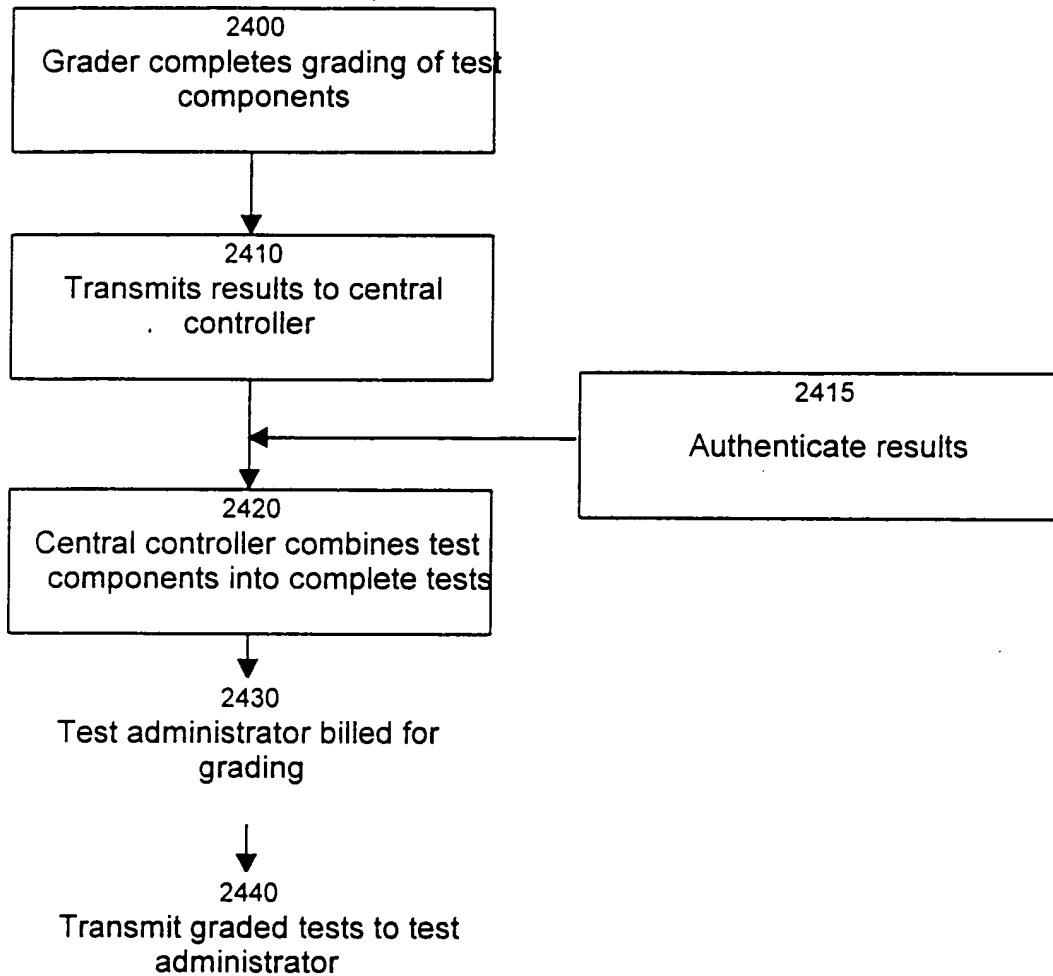 2400
Grader completes grading of test
components
2410
Transmits results to central
controller
2415
Authenticate results
2420
Central controller combines test
components into complete tests
2430
Test administrator billed for
grading
2440
Transmit graded tests to test
administrator